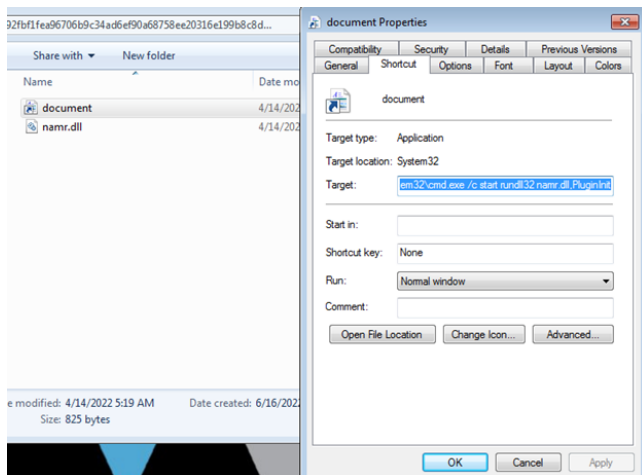 92fbf1fea96706b9c34ad6ef90a68758ee20316e199b8c8d...
Share with
New folder
Name
Date mo
document
4/14/202
namr.dll
4/14/202
e modified: 4/14/2022 5:19 AM
Date created: 6/16/202
Size: 825 bytes
document Properties
Compatibility
Security
Details
Previous Versions
General
Shortcut
Options
Font
Layout
Colors
document
Target type: Application
Target location: System32
Target: em32\cmd.exe /c start rundll32 namr.dll,PluginInit
Start in:
Shortcut key: None
Run: Normal window
Comment:
Open File Location
Change Icon...
Advanced...
OK
Cancel
Apply